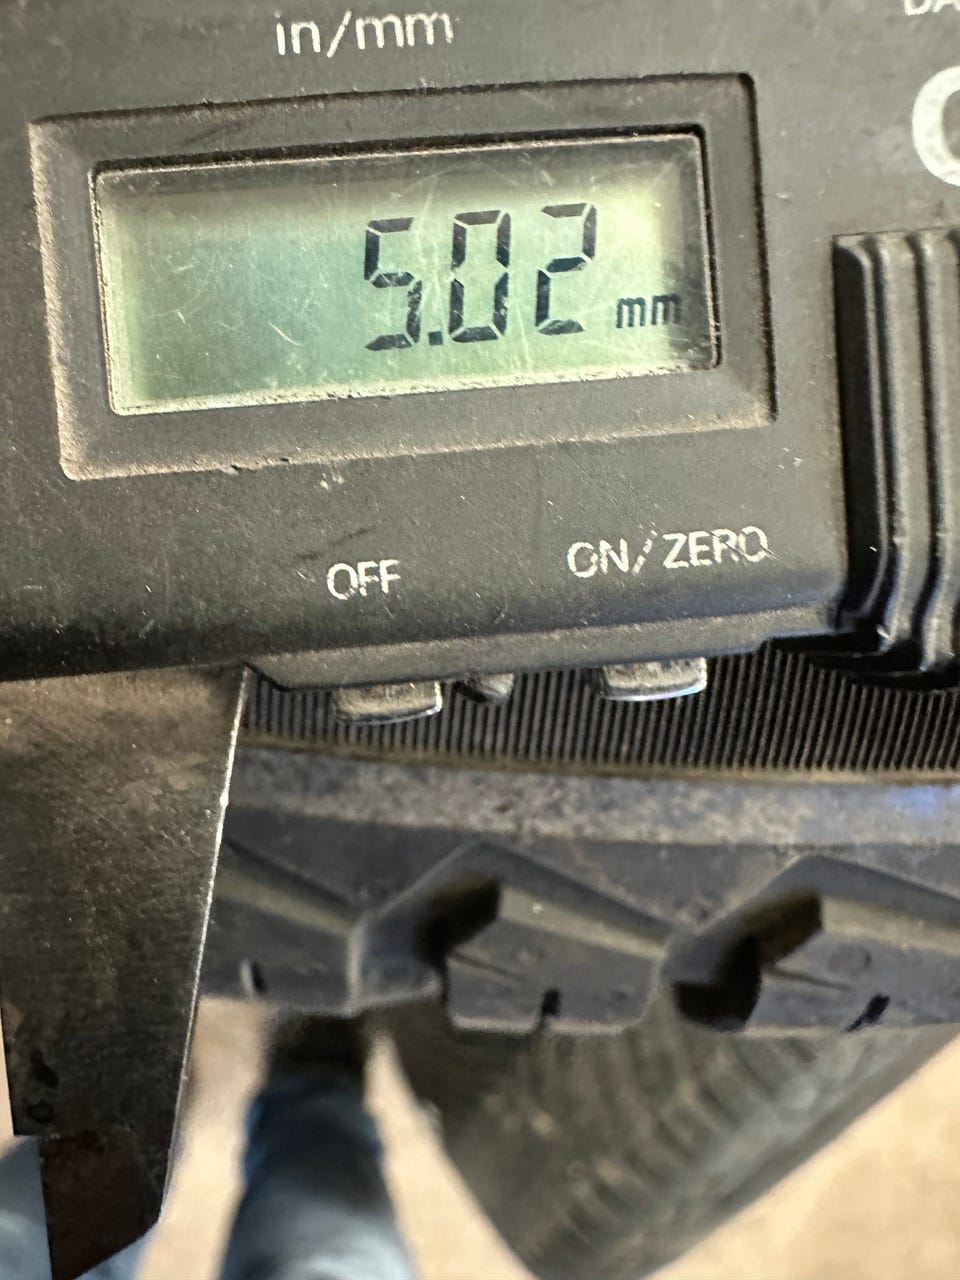 in/mm
5.02 mm
OFF
ON/ZERO